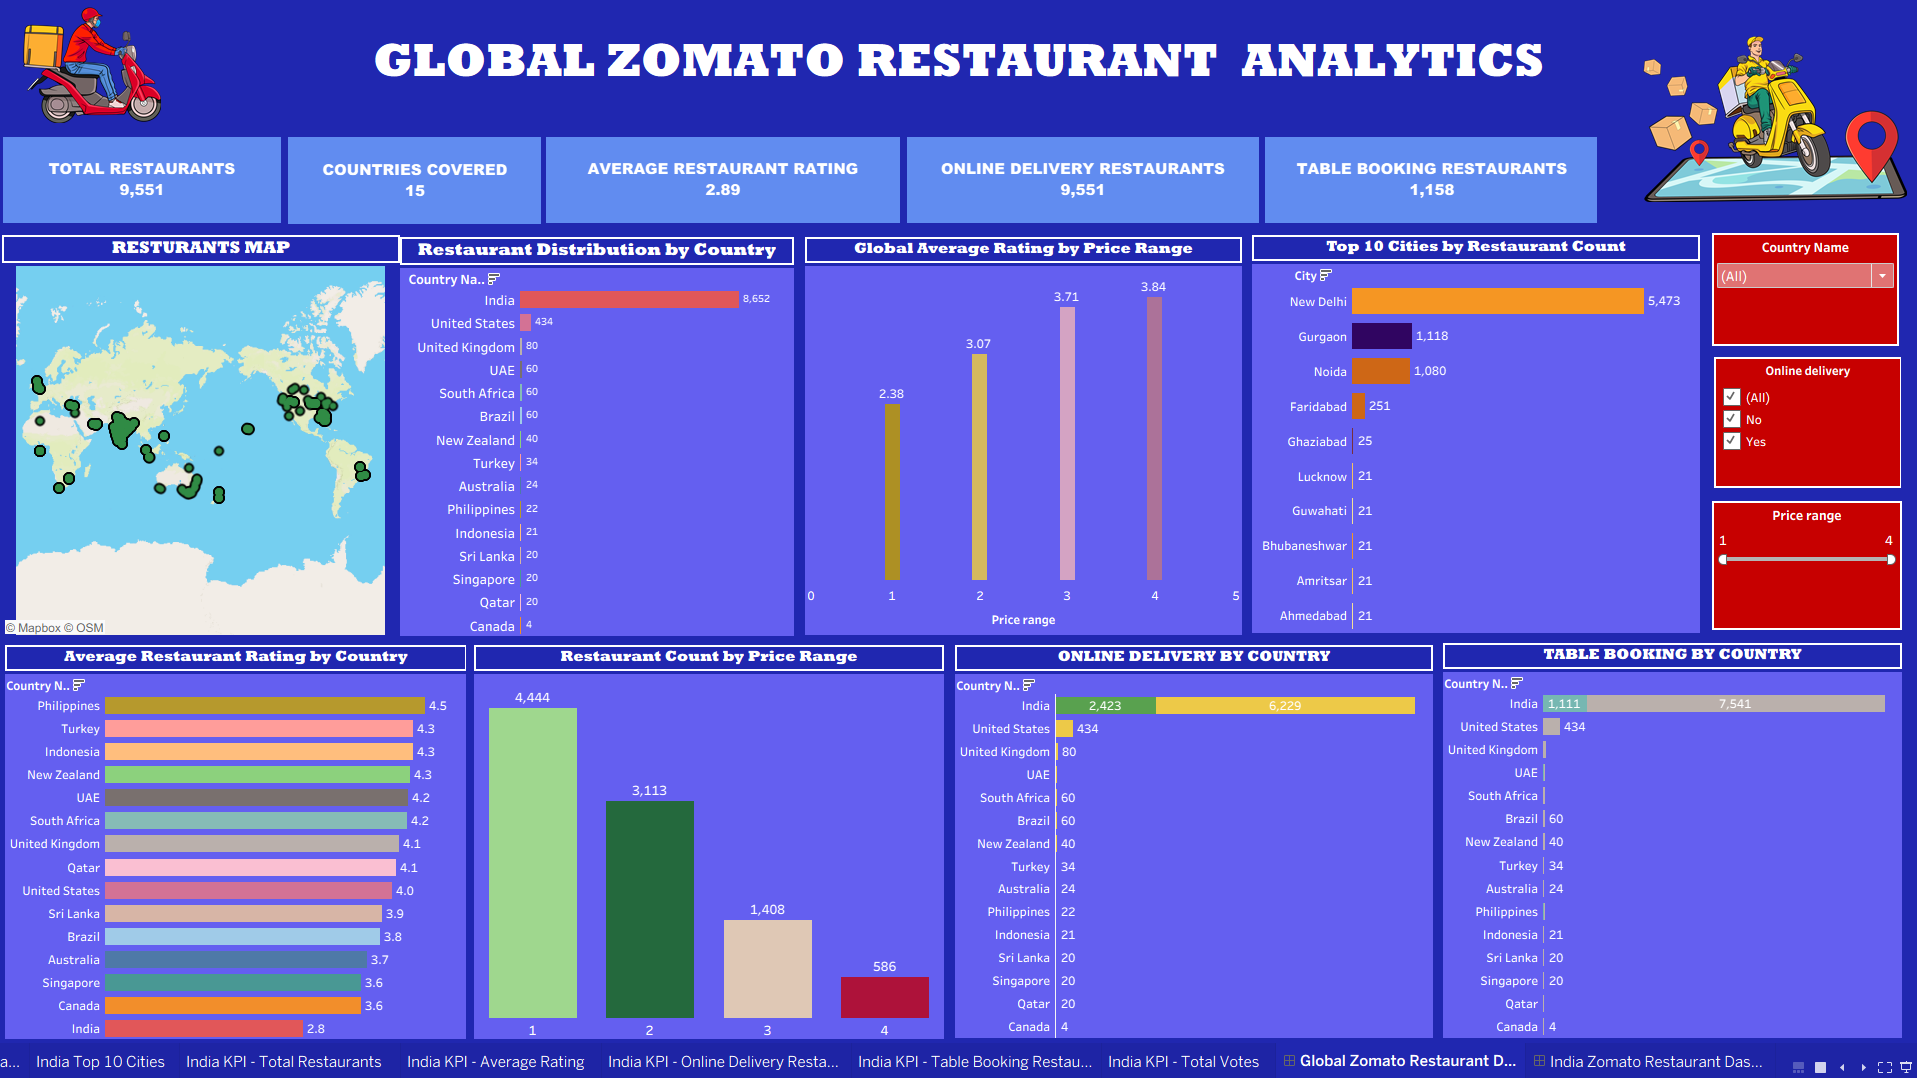 GLOBAL ZOMATO RESTAURANT ANALYTICS
TOTAL RESTAURANTS
9,551
COUNTRIES COVERED
15
AVERAGE RESTAURANT RATING
2.89
ONLINE DELIVERY RESTAURANTS
9,551
TABLE BOOKING RESTAURANTS
1,158
RESTURANTS MAP
© Mapbox © OSM
Restaurant Distribution by Country
Country Na..
India 8,652
United States 434
United Kingdom 80
UAE 60
South Africa 60
Brazil 60
New Zealand 40
Turkey 34
Australia 24
Philippines 22
Indonesia 21
Sri Lanka 20
Singapore 20
Qatar 20
Canada 4
Global Average Rating by Price Range
2.38
3.07
3.71
3.84
0 1 2 3 4 5
Price range
Top 10 Cities by Restaurant Count
City
New Delhi 5,473
Gurgaon 1,118
Noida 1,080
Faridabad 251
Ghaziabad 25
Lucknow 21
Guwahati 21
Bhubaneshwar 21
Amritsar 21
Ahmedabad 21
Country Name
(All)
Online delivery
(All)
No
Yes
Price range
1 4
Average Restaurant Rating by Country
Country N..
Philippines 4.5
Turkey 4.3
Indonesia 4.3
New Zealand 4.3
UAE 4.2
South Africa 4.2
United Kingdom 4.1
Qatar 4.1
United States 4.0
Sri Lanka 3.9
Brazil 3.8
Australia 3.7
Singapore 3.6
Canada 3.6
India 2.8
Restaurant Count by Price Range
4,444
3,113
1,408
586
1 2 3 4
ONLINE DELIVERY BY COUNTRY
Country N..
India 2,423 6,229
United States 434
United Kingdom 80
UAE
South Africa 60
Brazil 60
New Zealand 40
Turkey 34
Australia 24
Philippines 22
Indonesia 21
Sri Lanka 20
Singapore 20
Qatar 20
Canada 4
TABLE BOOKING BY COUNTRY
Country N..
India 1,111 7,541
United States 434
United Kingdom
UAE
South Africa
Brazil 60
New Zealand 40
Turkey 34
Australia 24
Philippines
Indonesia 21
Sri Lanka 20
Singapore 20
Qatar
Canada 4
a... India Top 10 Cities India KPI - Total Restaurants India KPI - Average Rating India KPI - Online Delivery Resta... India KPI - Table Booking Restau... India KPI - Total Votes Global Zomato Restaurant D... India Zomato Restaurant Das...